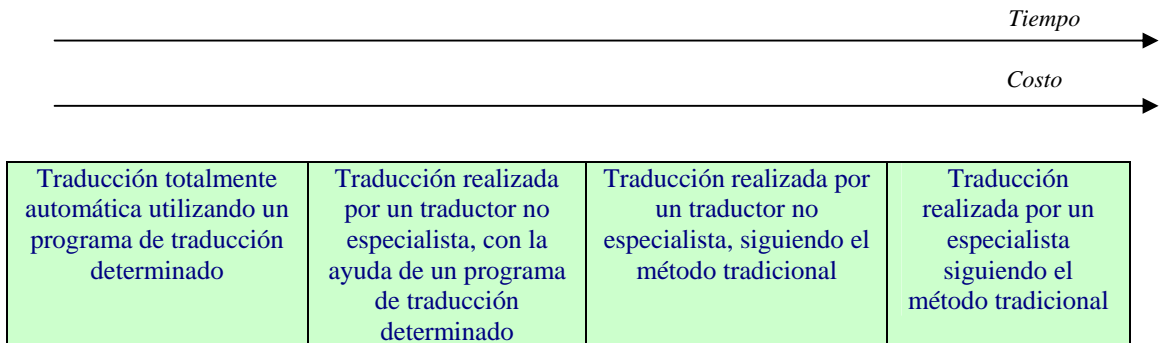 Tiempo
Costo
Traducción totalmente
automática utilizando un
programa de traducción
determinado
Traducción realizada
por un traductor no
especialista, con la
ayuda de un programa
de traducción
determinado
Traducción realizada por
un traductor no
especialista, siguiendo el
método tradicional
Traducción
realizada por un
especialista
siguiendo el
método tradicional